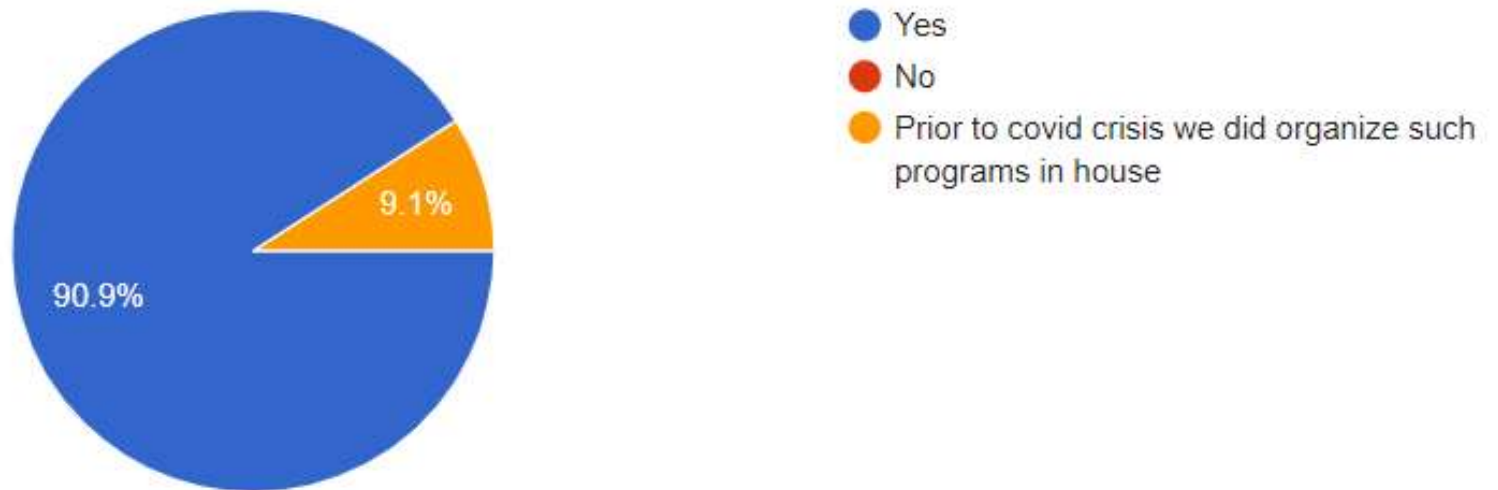 Yes
No
Prior to covid crisis we did organize such
programs in house
9.1%
90.9%